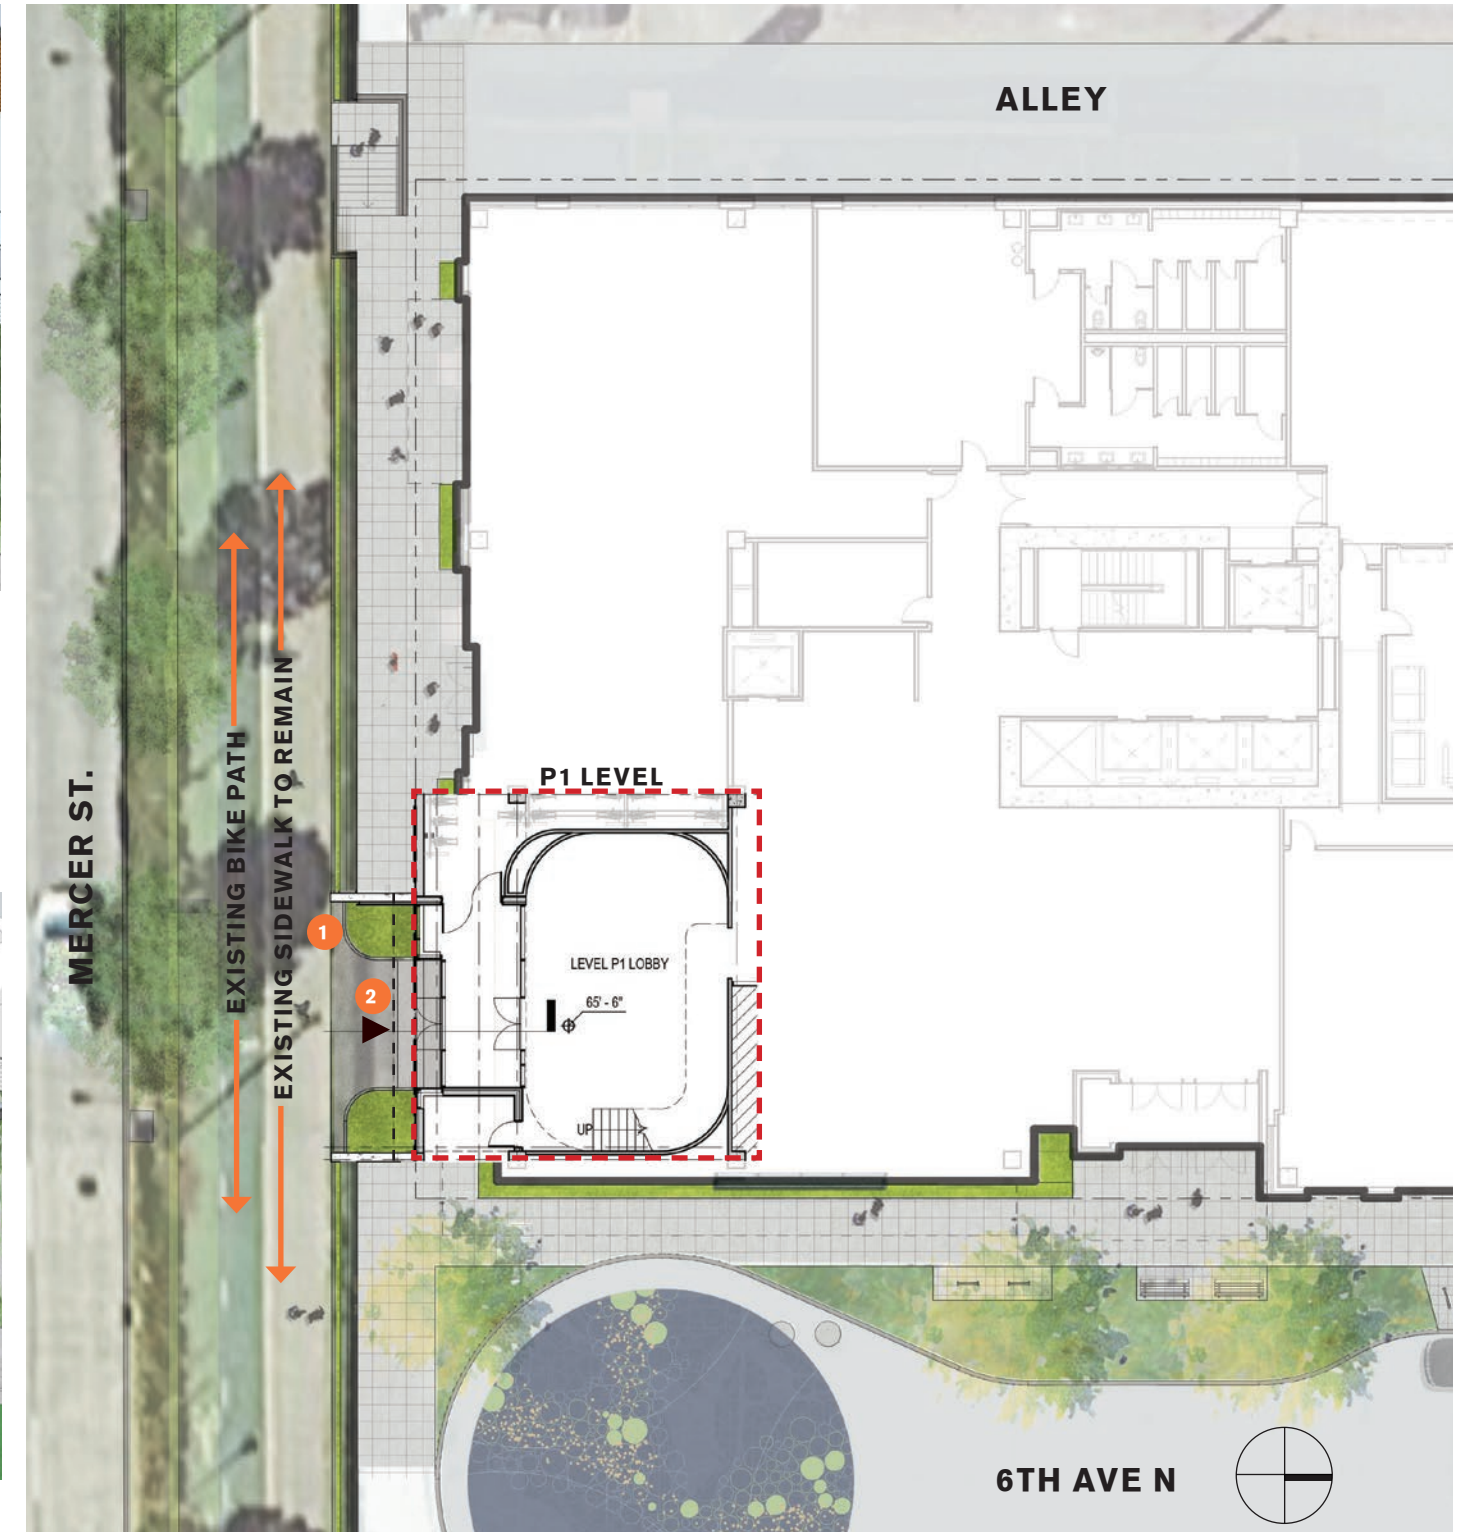 ALLEY
P1 LEVEL
MERCER ST.
EXISTING BIKE PATH
EXISTING SIDEWALK TO REMAIN
1
2
LEVEL P1 LOBBY
65' - 6"
UP
6TH AVE N